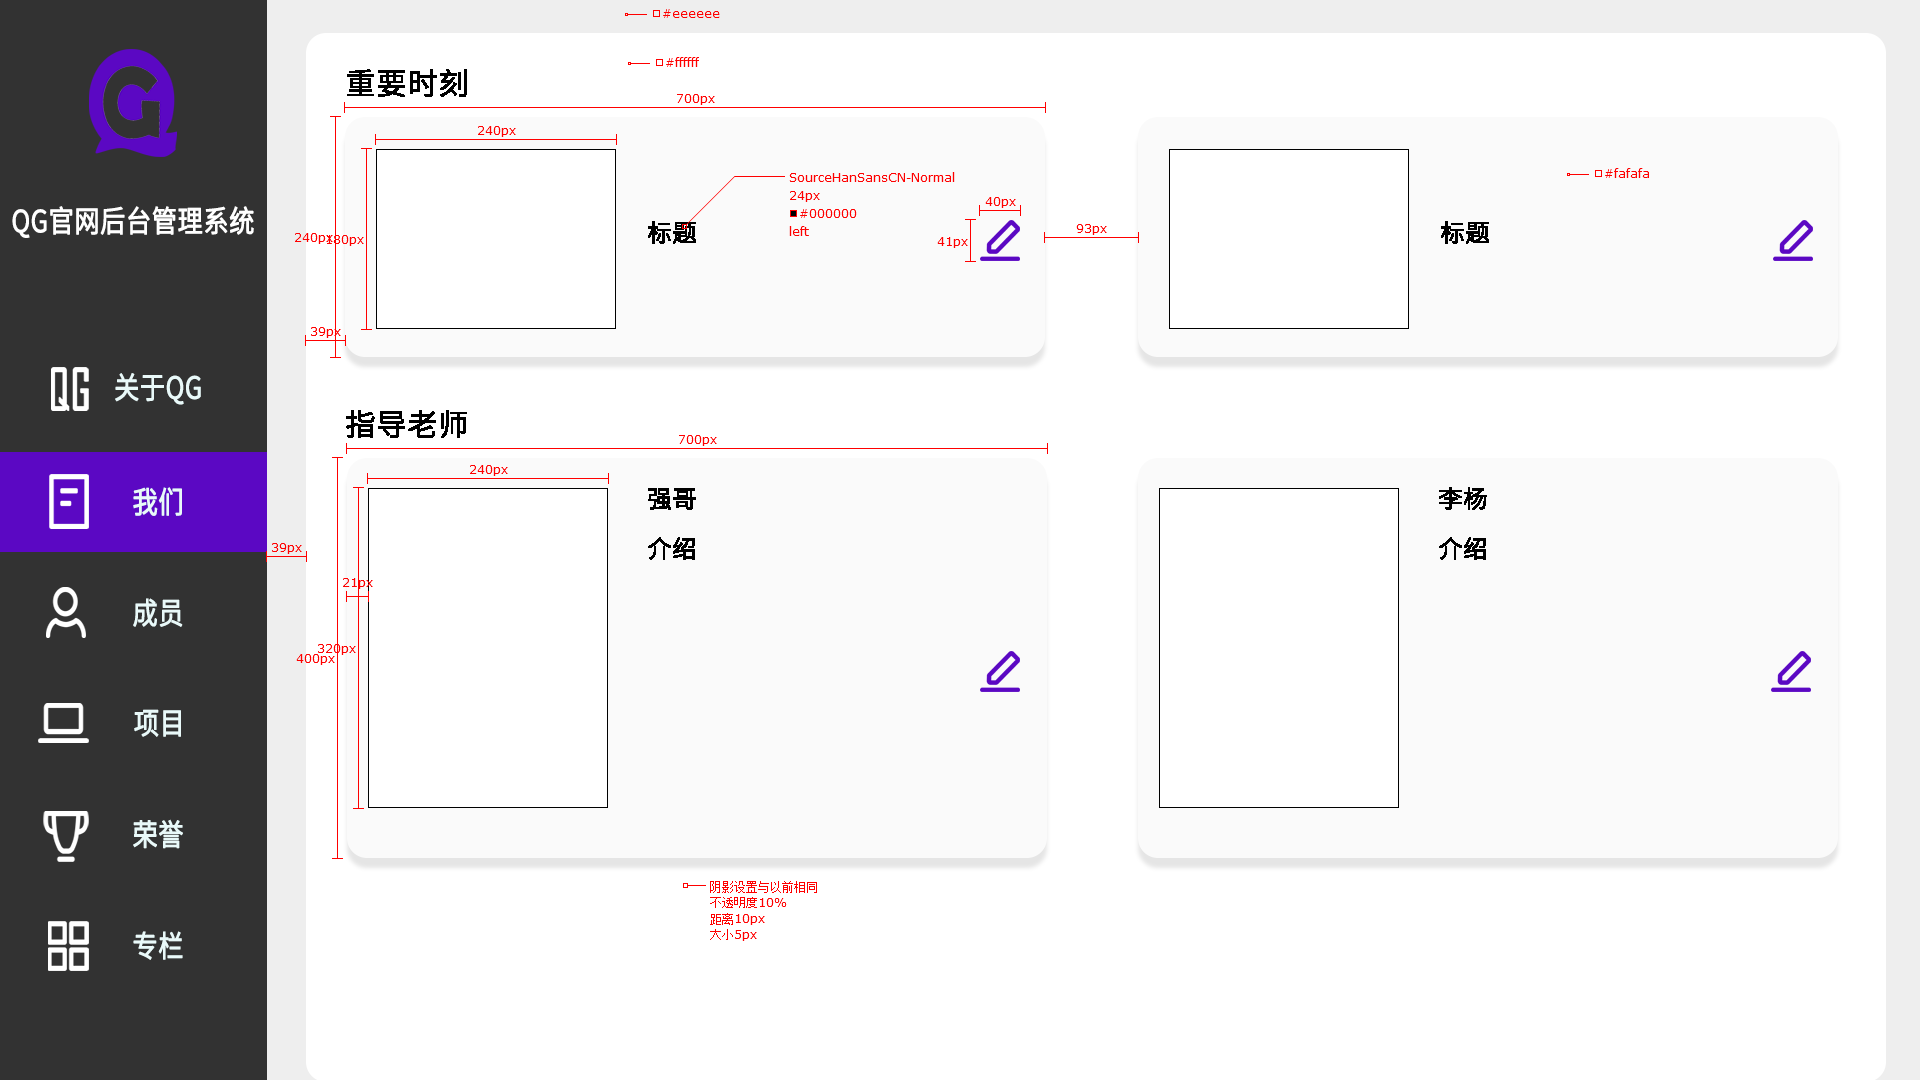 QG官网后台管理系统
关于QG
我们
成员
项目
荣誉
专栏
#eeeeee
#ffffff
重要时刻
700px
240px
240px
180px
39px
标题
SourceHanSansCN-Normal
24px
#000000
left
40px
41px
93px
标题
#fafafa
指导老师
700px
240px
39px
21px
320px
400px
强哥
介绍
李杨
介绍
阴影设置与以前相同
不透明度10%
距离10px
大小5px